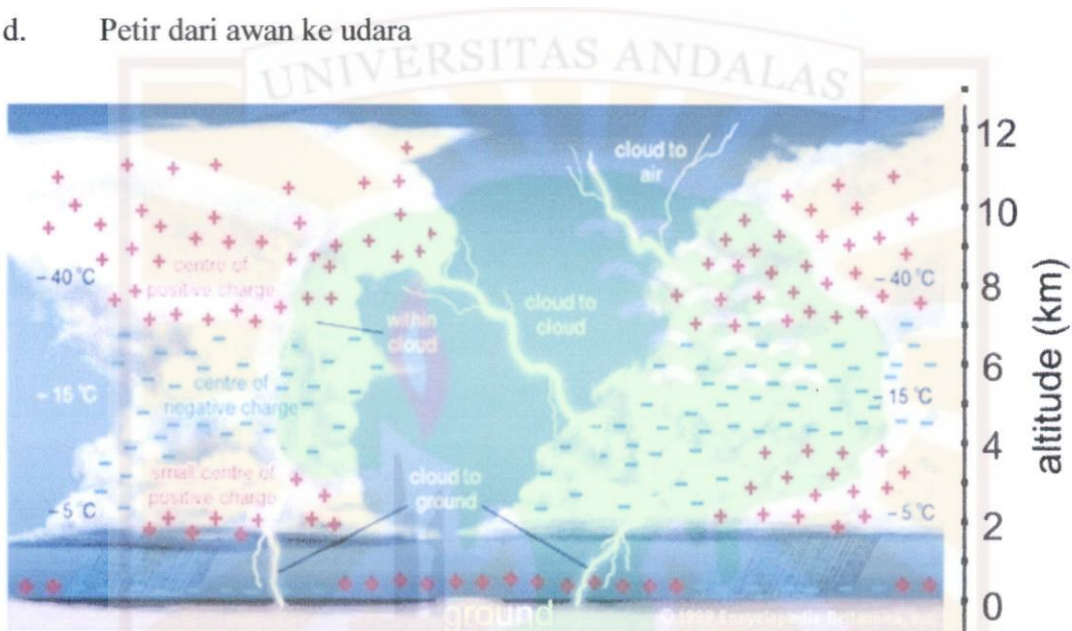 d. Petir dari awan ke udara
UNIVERSITAS ANDALAS
cloud to
air
12
10
8
6
4
2
0
altitude (km)
- 40 °C
centre of
positive charge
within
cloud
cloud to
cloud
- 40 °C
- 15 °C
centre of
negative charge
15 °C
small centre of
positive charge
cloud to
ground
- 5 °C
- 5 °C
ground
© 1999 Encyclopædia Britannica, Inc.